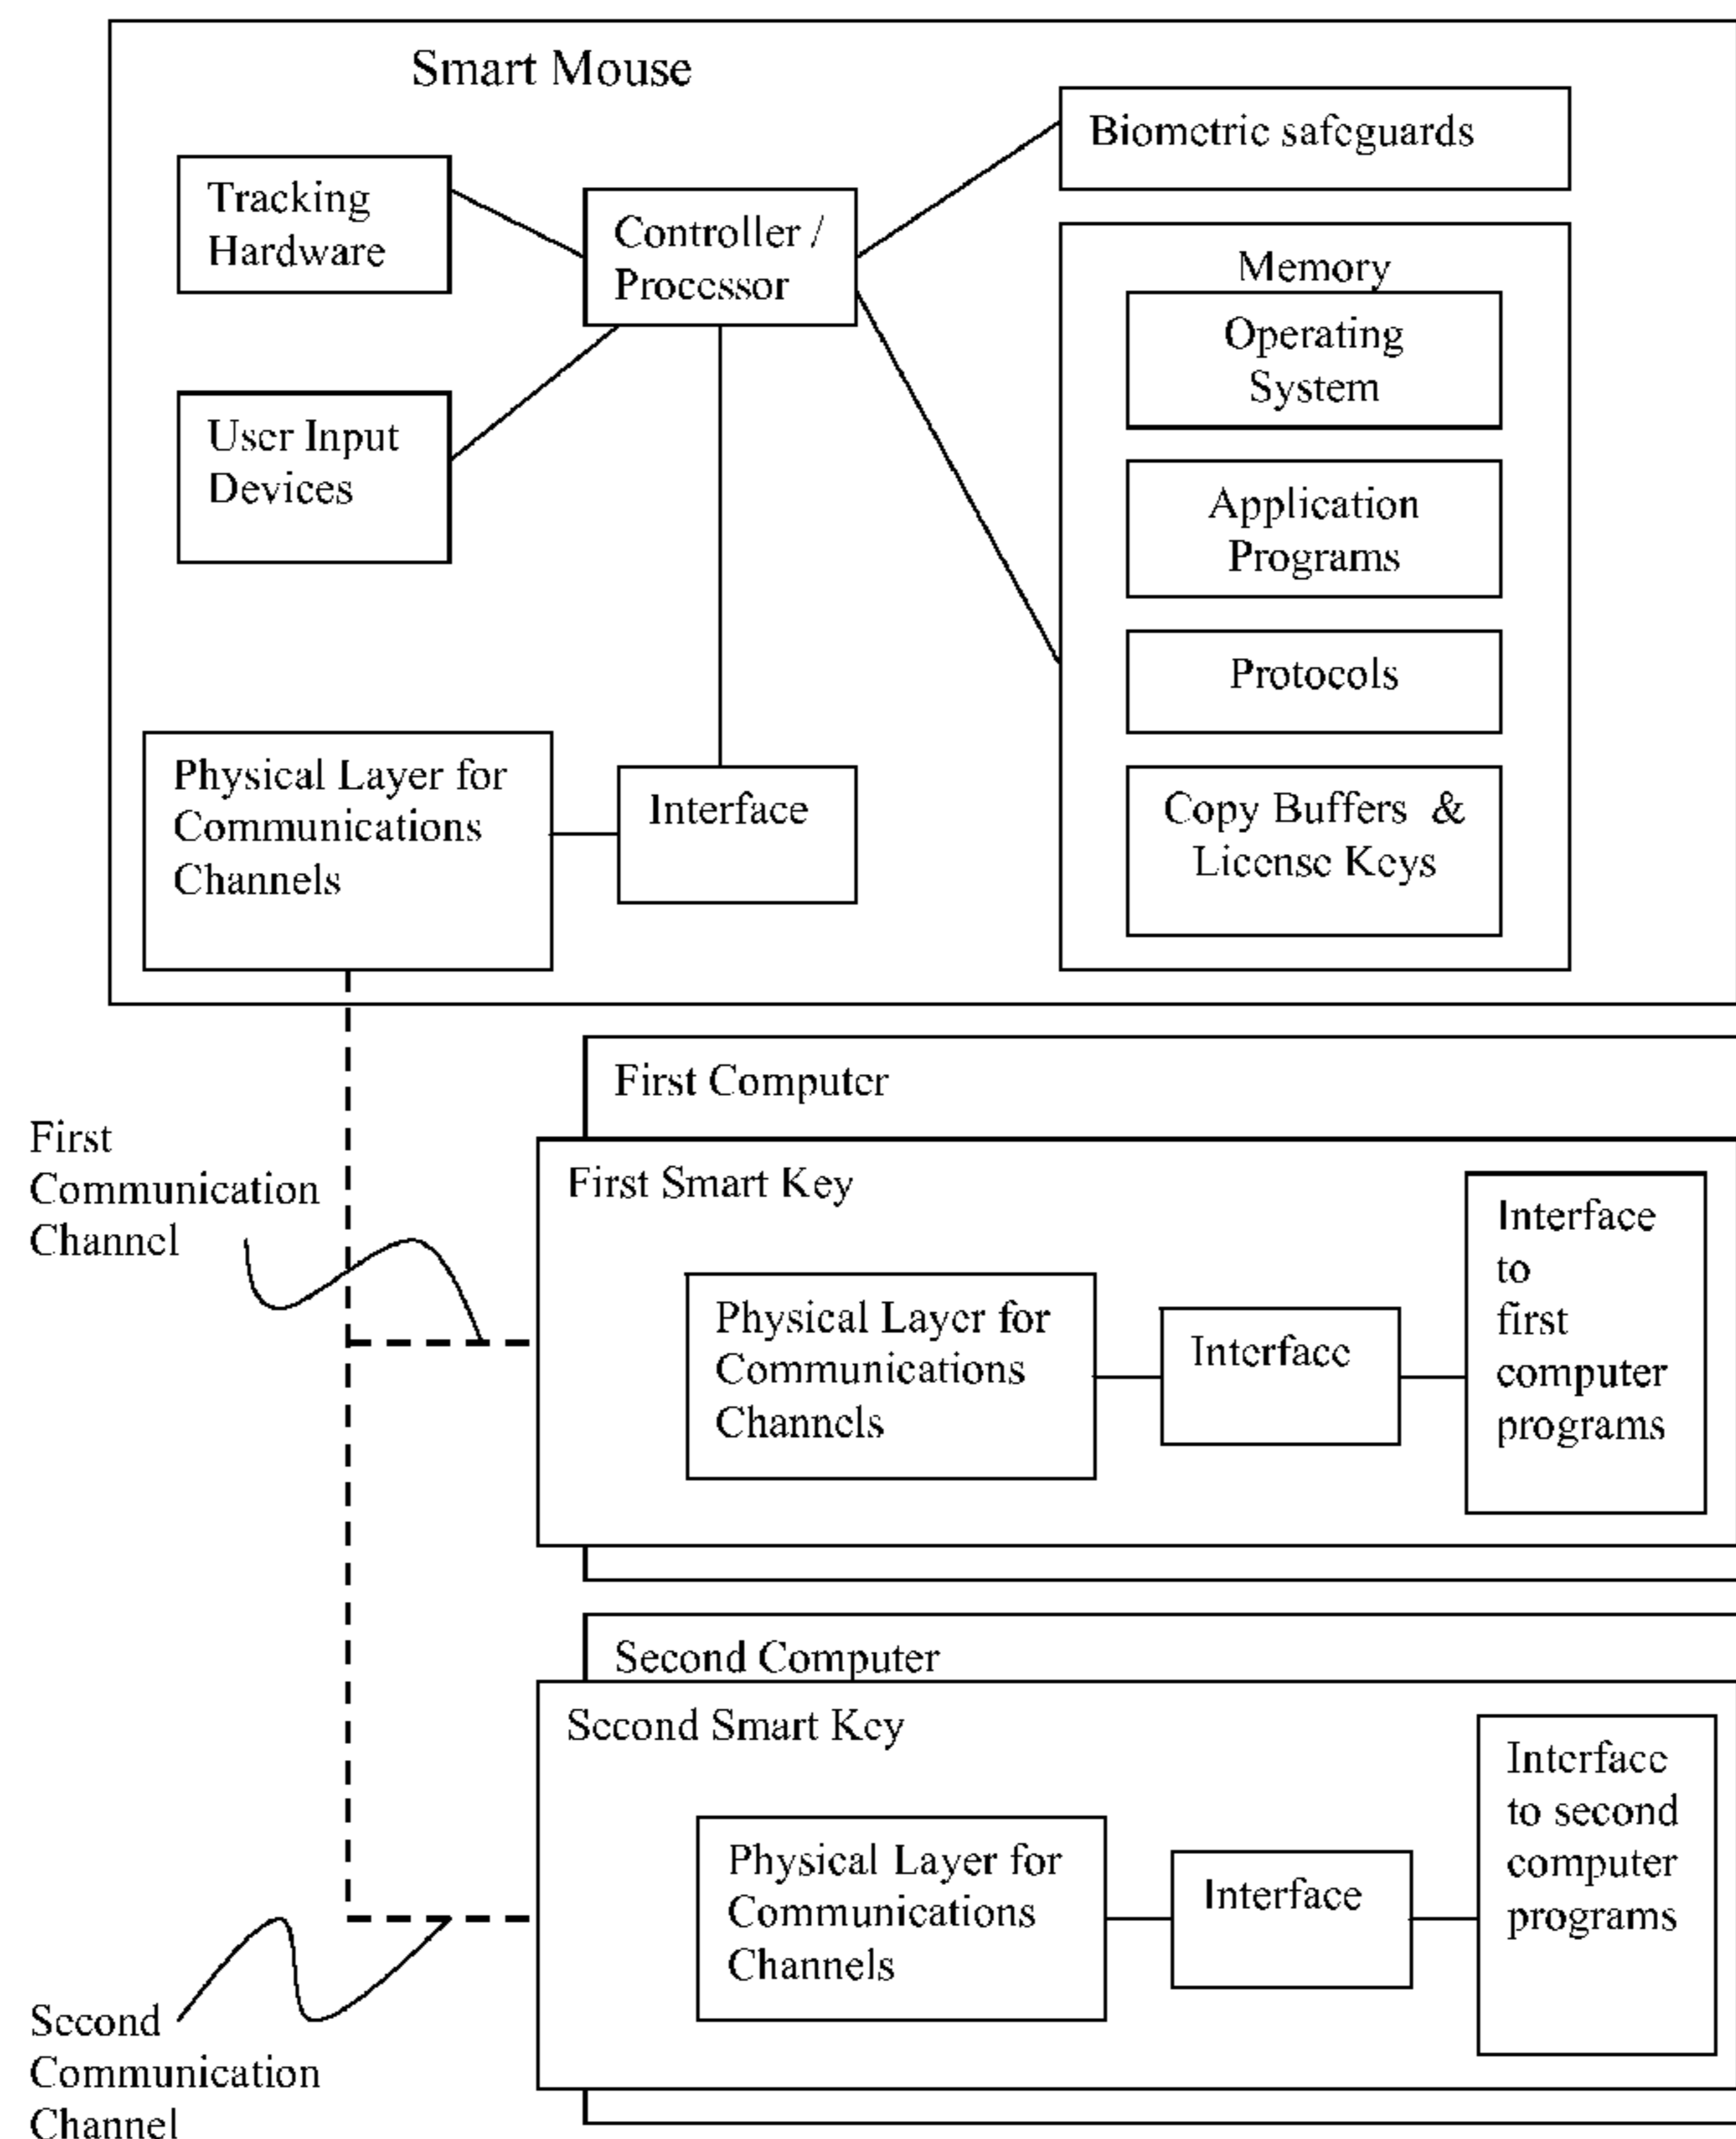 Smart Mouse
Biometric safeguards
Tracking
Hardware
Controller /
Processor
Memory
Operating
System
User Input
Devices
Application
Programs
Protocols
Physical Layer for
Communications
Channels
Interface
Copy Buffers &
License Keys
First Computer
First
Communication
Channel
First Smart Key
Interface
to
first
computer
programs
Physical Layer for
Communications
Channels
Interface
Second Computer
Second Smart Key
Interface
to second
computer
programs
Physical Layer for
Communications
Channels
Interface
Second
Communication
Channel